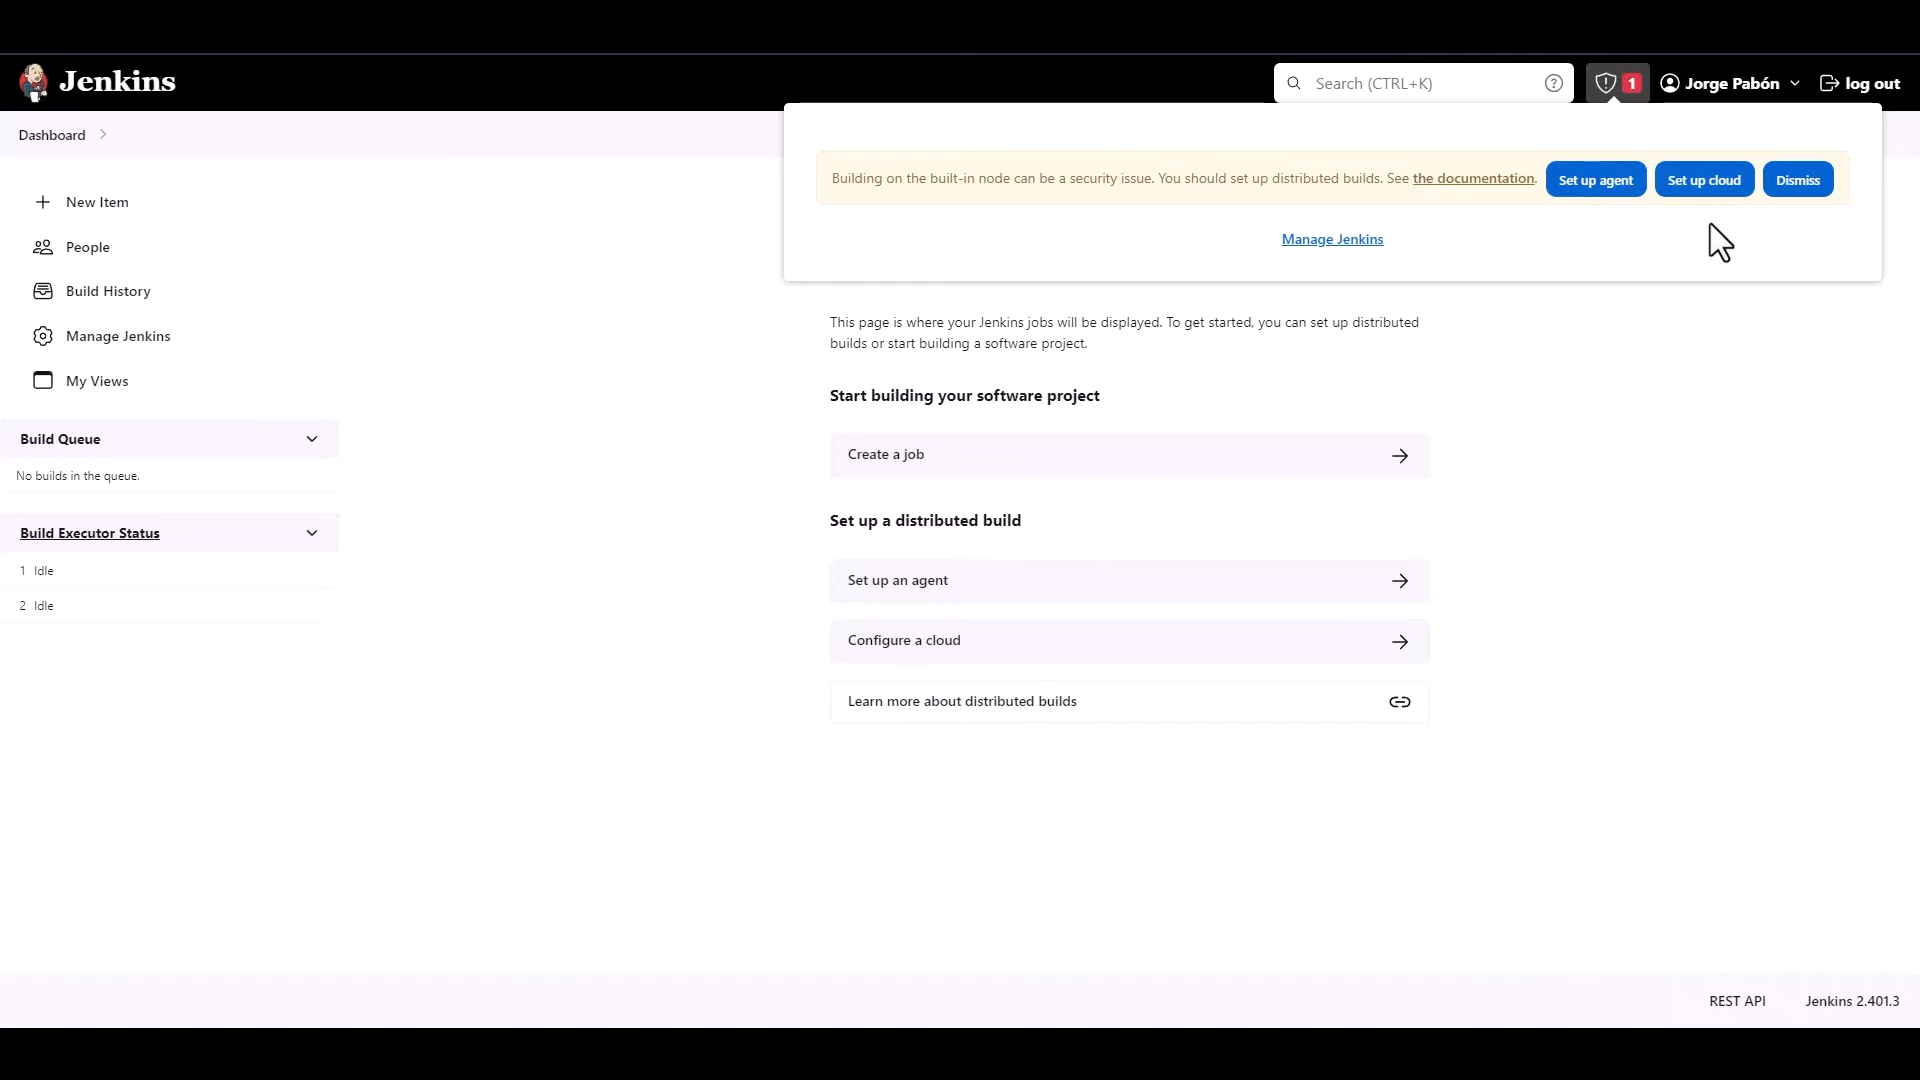 Jenkins
Search (CTRL+K)
1
Jorge Pabón
log out
Dashboard
Building on the built-in node can be a security issue. You should set up distributed builds. See the documentation.
Set up agent
Set up cloud
Dismiss
Manage Jenkins
New Item
People
Build History
Manage Jenkins
My Views
Build Queue
No builds in the queue.
Build Executor Status
1 Idle
2 Idle
This page is where your Jenkins jobs will be displayed. To get started, you can set up distributed
builds or start building a software project.
Start building your software project
Create a job
Set up a distributed build
Set up an agent
Configure a cloud
Learn more about distributed builds
REST API
Jenkins 2.401.3